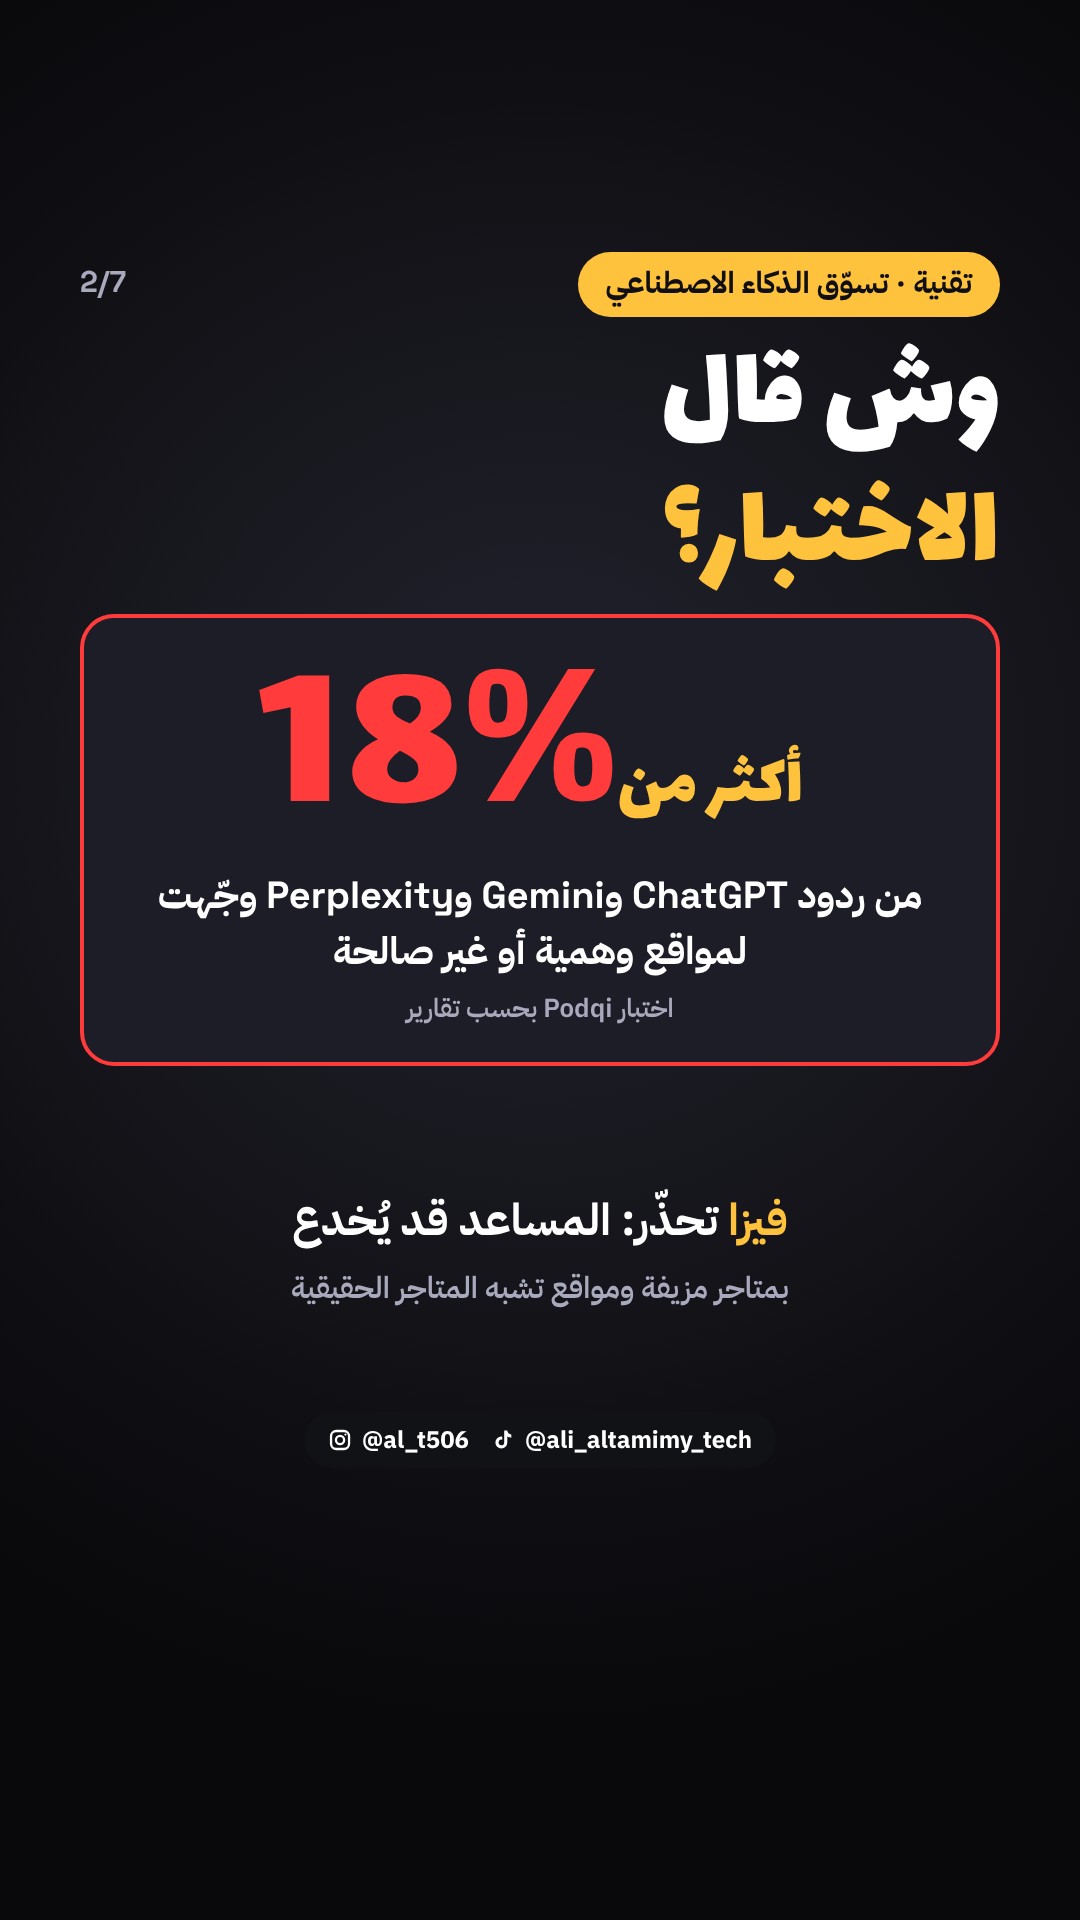 تقنية · تسوّق الذكاء الاصطناعي
2/7
وش قال
الاختبار؟
أكثر من 18%
من ردود ChatGPT وGemini وPerplexity وجّهت
لمواقع وهمية أو غير صالحة
اختبار Podqi بحسب تقارير
فيزا تحذّر: المساعد قد يُخدع
بمتاجر مزيفة ومواقع تشبه المتاجر الحقيقية
@al_t506 @ali_altamimy_tech